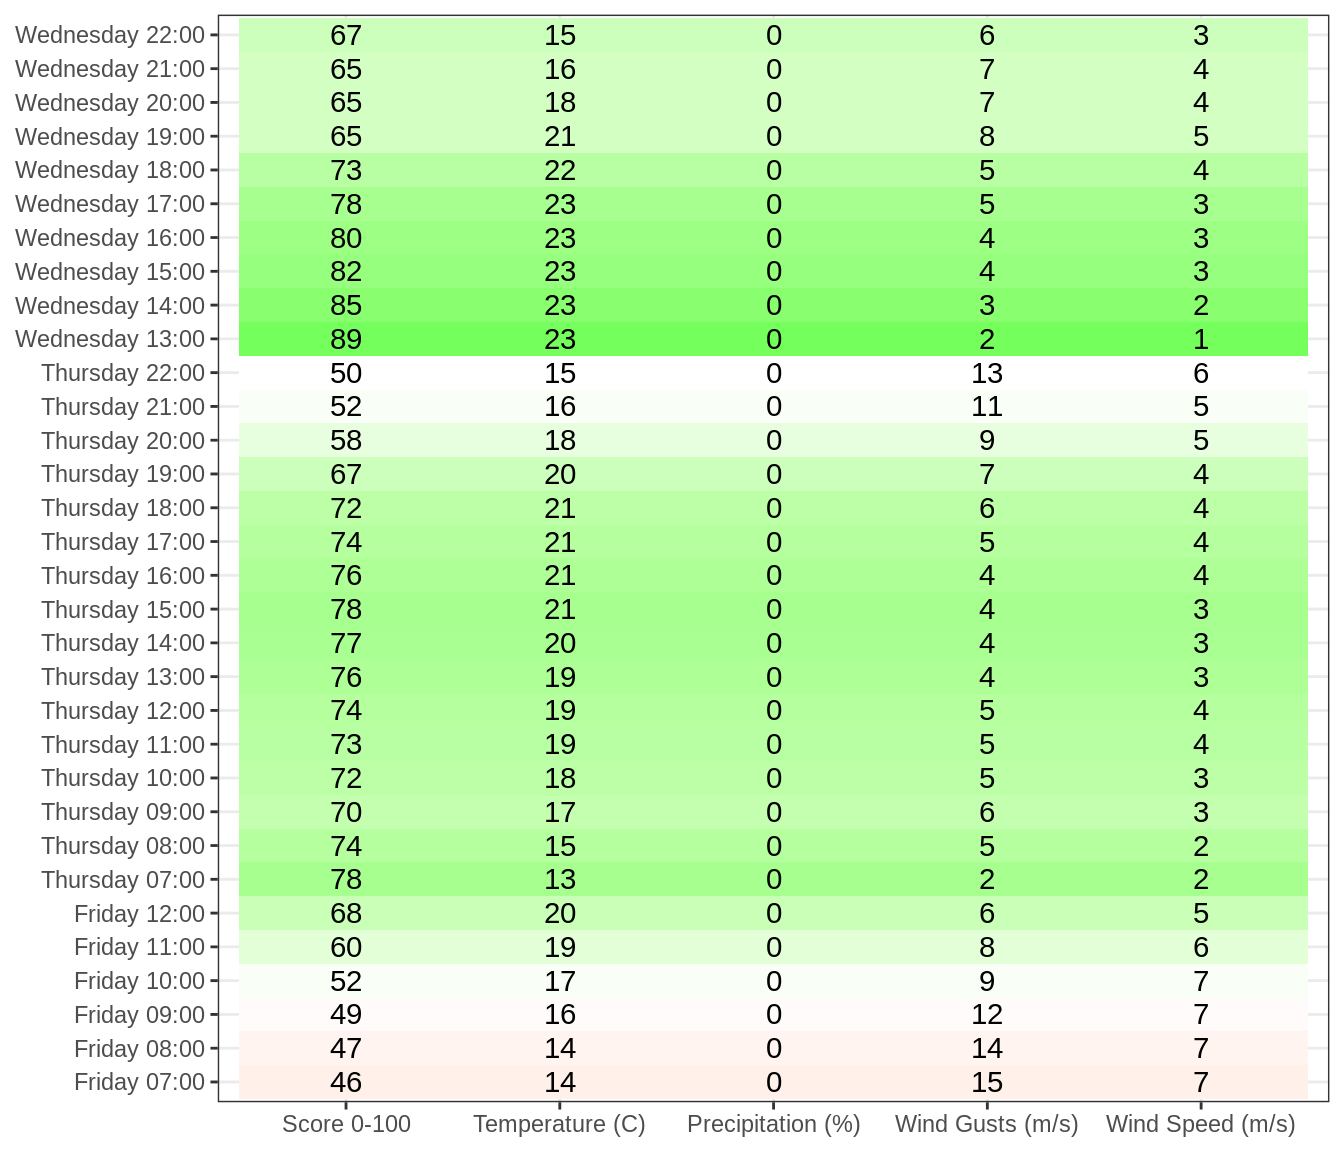 Wednesday 22:00 67 15 0 6 3
Wednesday 21:00 65 16 0 7 4
Wednesday 20:00 65 18 0 7 4
Wednesday 19:00 65 21 0 8 5
Wednesday 18:00 73 22 0 5 4
Wednesday 17:00 78 23 0 5 3
Wednesday 16:00 80 23 0 4 3
Wednesday 15:00 82 23 0 4 3
Wednesday 14:00 85 23 0 3 2
Wednesday 13:00 89 23 0 2 1
Thursday 22:00 50 15 0 13 6
Thursday 21:00 52 16 0 11 5
Thursday 20:00 58 18 0 9 5
Thursday 19:00 67 20 0 7 4
Thursday 18:00 72 21 0 6 4
Thursday 17:00 74 21 0 5 4
Thursday 16:00 76 21 0 4 4
Thursday 15:00 78 21 0 4 3
Thursday 14:00 77 20 0 4 3
Thursday 13:00 76 19 0 4 3
Thursday 12:00 74 19 0 5 4
Thursday 11:00 73 19 0 5 4
Thursday 10:00 72 18 0 5 3
Thursday 09:00 70 17 0 6 3
Thursday 08:00 74 15 0 5 2
Thursday 07:00 78 13 0 2 2
Friday 12:00 68 20 0 6 5
Friday 11:00 60 19 0 8 6
Friday 10:00 52 17 0 9 7
Friday 09:00 49 16 0 12 7
Friday 08:00 47 14 0 14 7
Friday 07:00 46 14 0 15 7
Score 0-100 Temperature (C) Precipitation (%) Wind Gusts (m/s) Wind Speed (m/s)